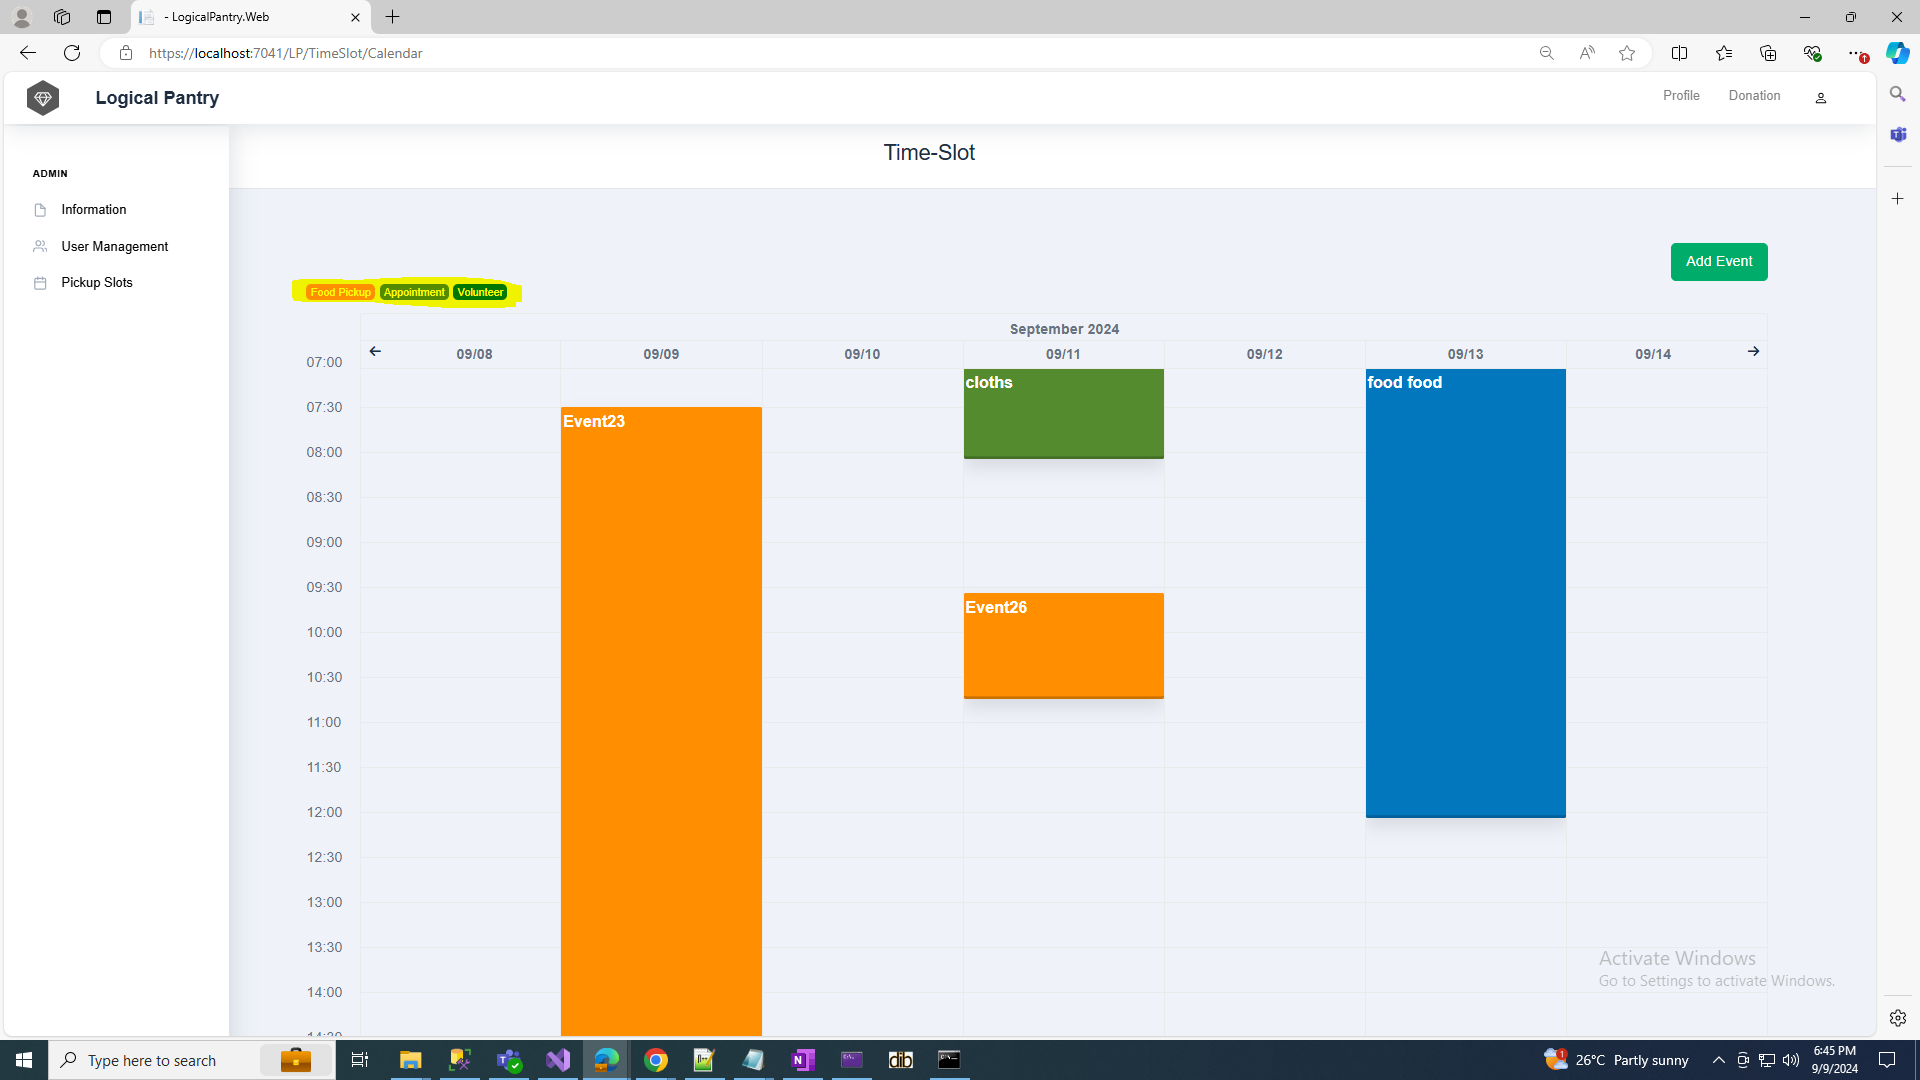 - LogicalPantry.Web
https://localhost:7041/LP/TimeSlot/Calendar
Logical Pantry
Profile
Donation
Time-Slot
ADMIN
Information
User Management
Pickup Slots
Add Event
Food Pickup Appointment Volunteer
September 2024
09/08 09/09 09/10 09/11 09/12 09/13 09/14
07:00
cloths
food food
07:30
Event23
08:00
08:30
09:00
09:30
Event26
10:00
10:30
11:00
11:30
12:00
12:30
13:00
13:30
14:00
14:30
Activate Windows
Go to Settings to activate Windows.
Type here to search
26°C Partly sunny
6:45 PM
9/9/2024